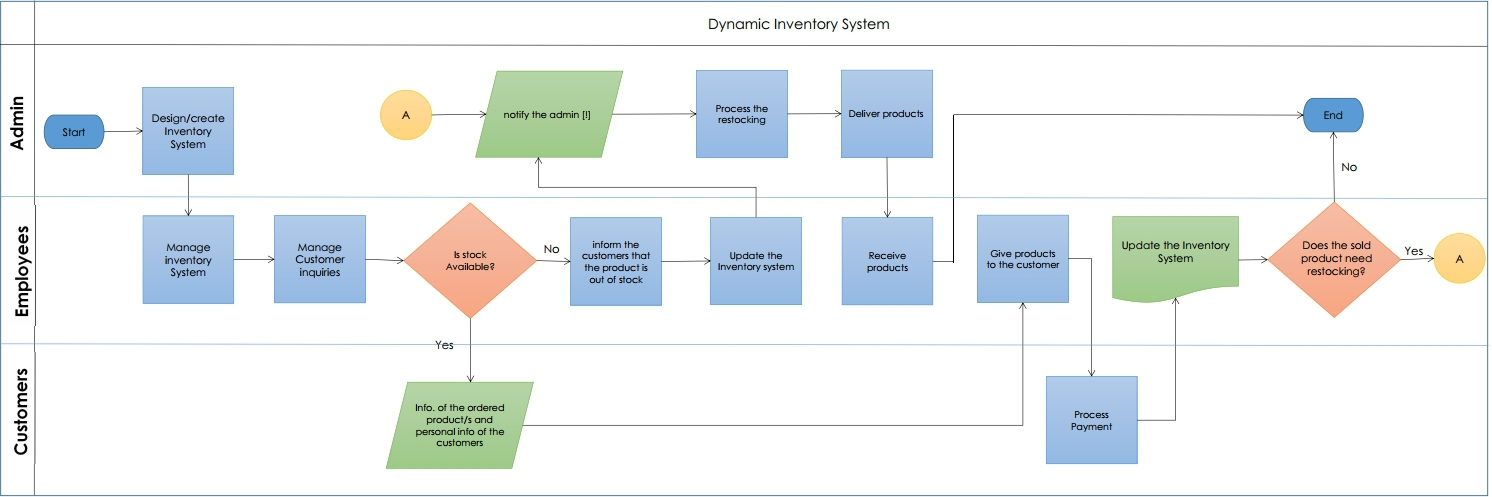 Dynamic Inventory System
Admin
Start
Design/create
Inventory
System
A
notify the admin [!]
Process the
restocking
Deliver products
End
No
Employees
Manage
inventory
System
Manage
Customer
inquiries
Is stock
Available?
No
inform the
customers that
the product is
out of stock
Update the
Inventory system
Receive
products
Give products
to the customer
Update the Inventory
System
Does the sold
product need
restocking?
Yes
A
Yes
Customers
Info. of the ordered
product/s and
personal info of the
customers
Process
Payment